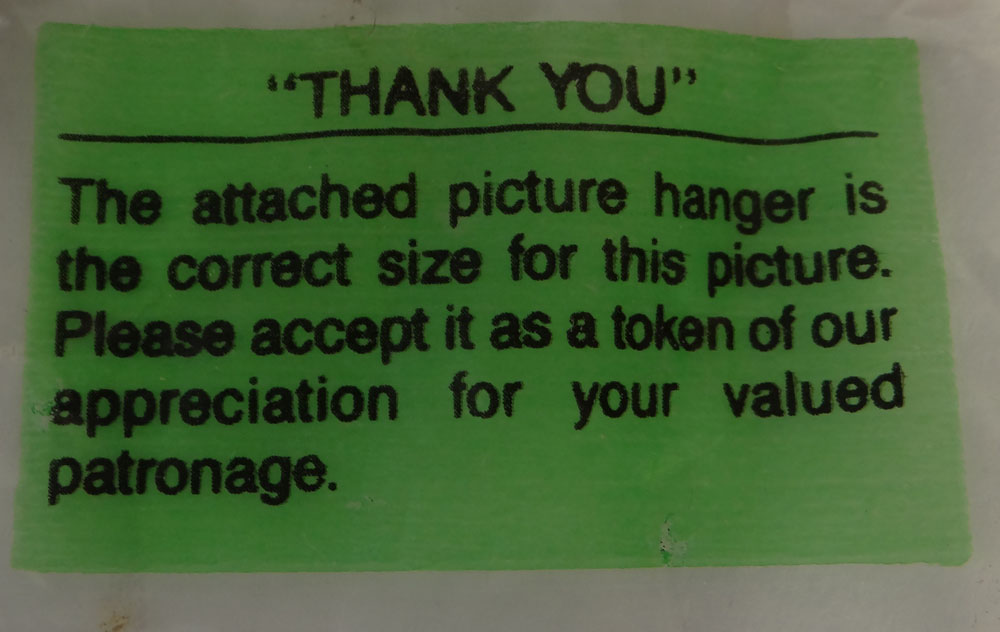 “THANK YOU”
The attached picture hanger is
the correct size for this picture.
Please accept it as a token of our
appreciation for your valued
patronage.